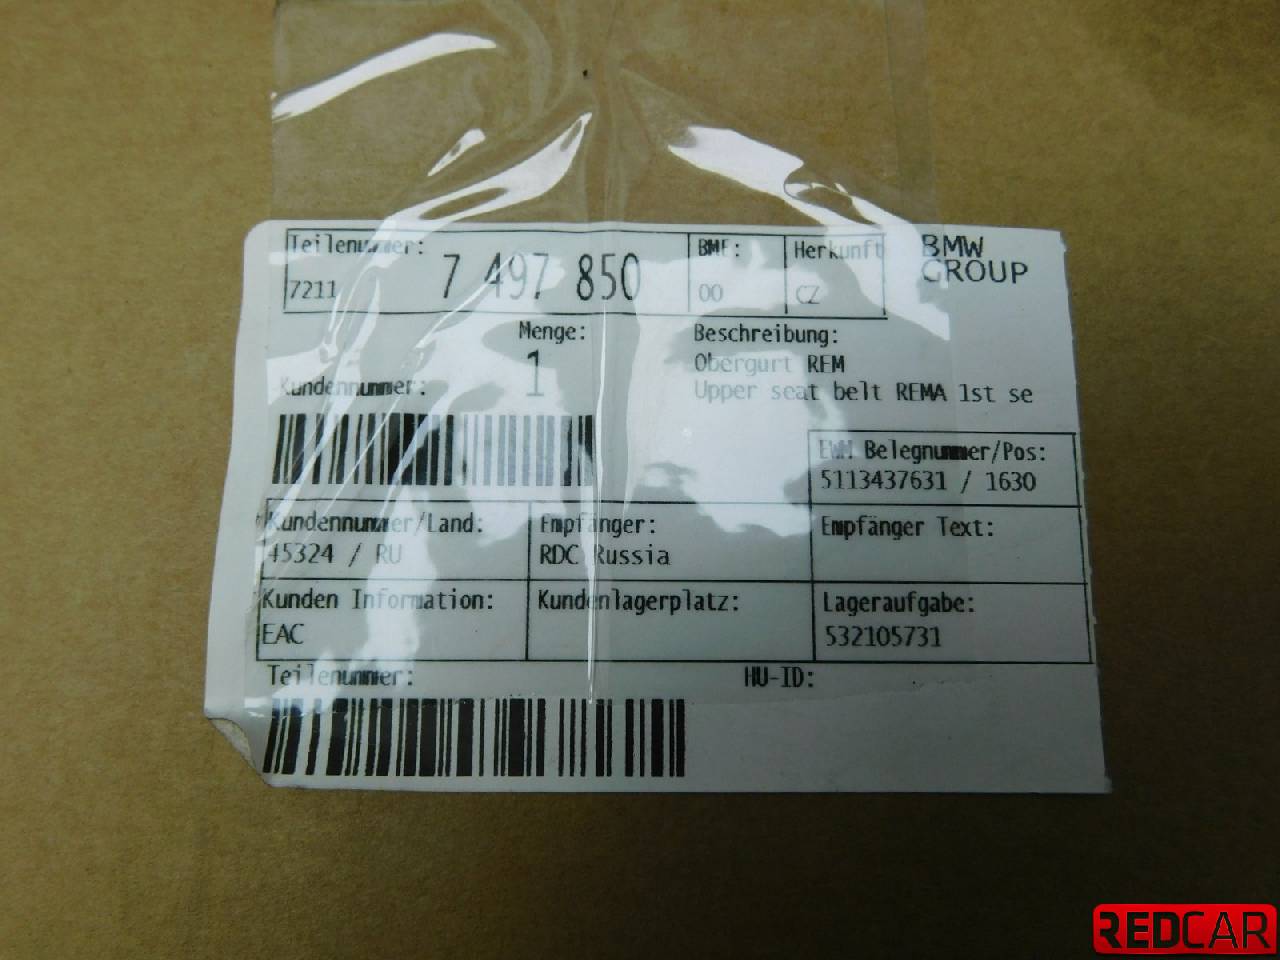 Teilenummer:
7211 7 497 850
BME:
00
Herkunft
CZ
BMW
GROUP
Menge:
1
Kundennummer:
Beschreibung:
Obergurt REM
Upper seat belt REMA 1st se
EWM Belegnummer/Pos:
5113437631 / 1630
Kundennummer/Land:
45324 / RU
Empfänger:
RDC Russia
Empfänger Text:
Kunden Information:
EAC
Kundenlagerplatz:
Lageraufgabe:
532105731
Teilenummer:
HU-ID:
REDCAR